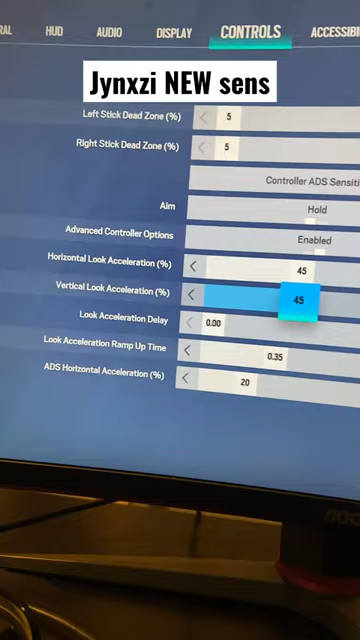 HUD AUDIO DISPLAY CONTROLS
Jynxzi NEW sens
Left Stick Dead Zone (%) 5
Right Stick Dead Zone (%) 5
Controller ADS Sensiti
Aim Hold
Advanced Controller Options Enabled
Horizontal Look Acceleration (%) 45
Vertical Look Acceleration (%) 45
Look Acceleration Delay 0.00
Look Acceleration Ramp Up Time 0.35
ADS Horizontal Acceleration (%) 20